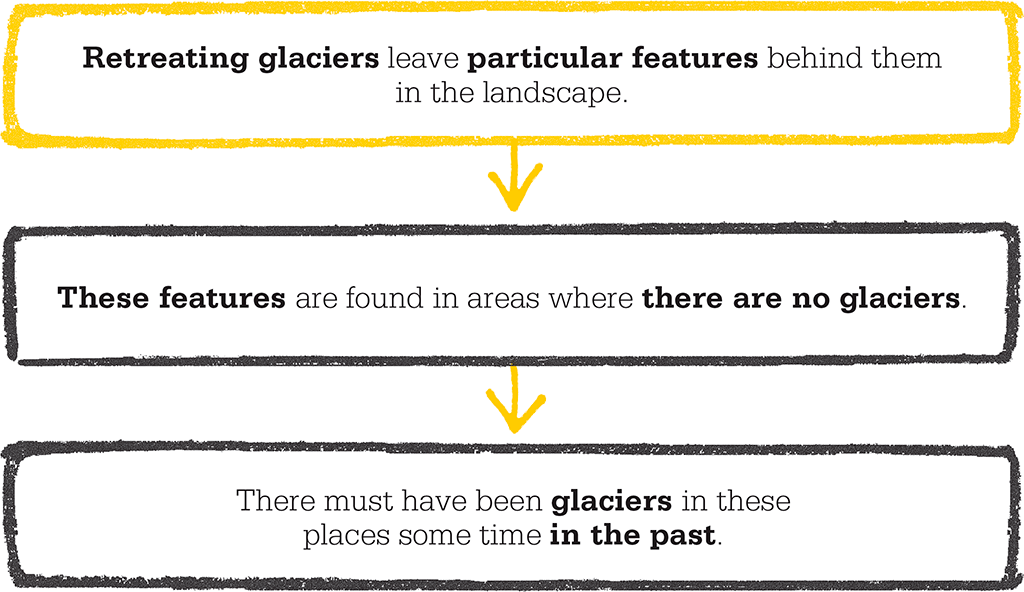 Retreating glaciers leave particular features behind them
in the landscape.
These features are found in areas where there are no glaciers.
There must have been glaciers in these
places some time in the past.